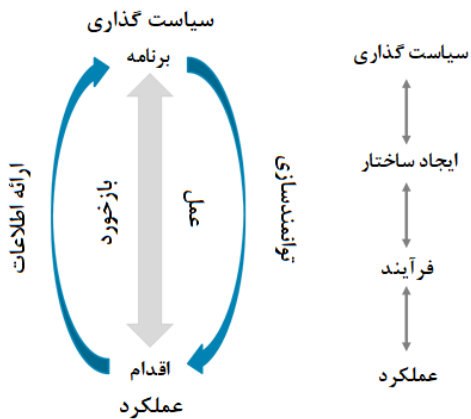 سیاست گذاری
ایجاد ساختار
فرآیند
عملکرد
سیاست گذاری
برنامه
توانمندسازی
عمل
بازخورد
ارائه اطلاعات
اقدام
عملکرد